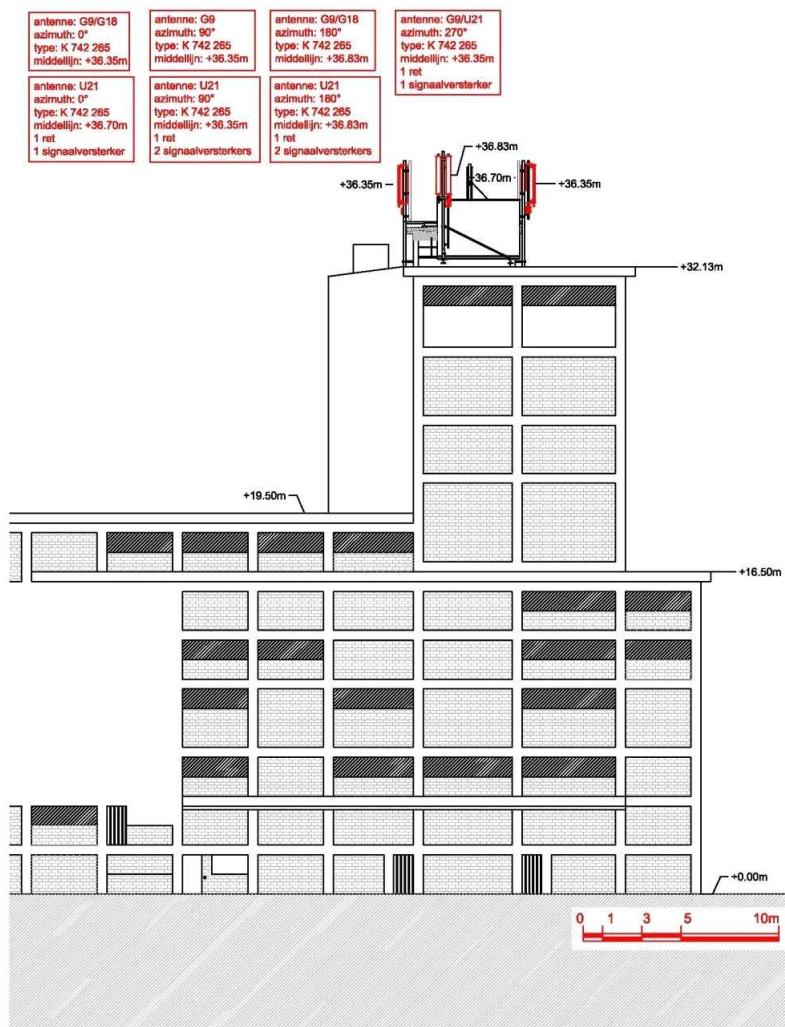 antenne: G9/G18
azimuth: 0°
type: K 742 265
middellijn: +36.35m
antenne: G9
azimuth: 90°
type: K 742 265
middellijn: +36.35m
antenne: G9/G18
azimuth: 180°
type: K 742 265
middellijn: +36.83m
antenne: G9/U21
azimuth: 270°
type: K 742 265
middellijn: +36.35m
1 ret
1 signaalversterker
antenne: U21
azimuth: 0°
type: K 742 265
middellijn: +36.70m
1 ret
1 signaalversterker
antenne: U21
azimuth: 90°
type: K 742 265
middellijn: +36.35m
1 ret
2 signaalversterkers
antenne: U21
azimuth: 180°
type: K 742 265
middellijn: +36.83m
1 ret
2 signaalversterkers
+36.83m
+36.35m
+36.70m
+36.35m
+32.13m
+19.50m
+16.50m
+0.00m
0 1 3 5 10m